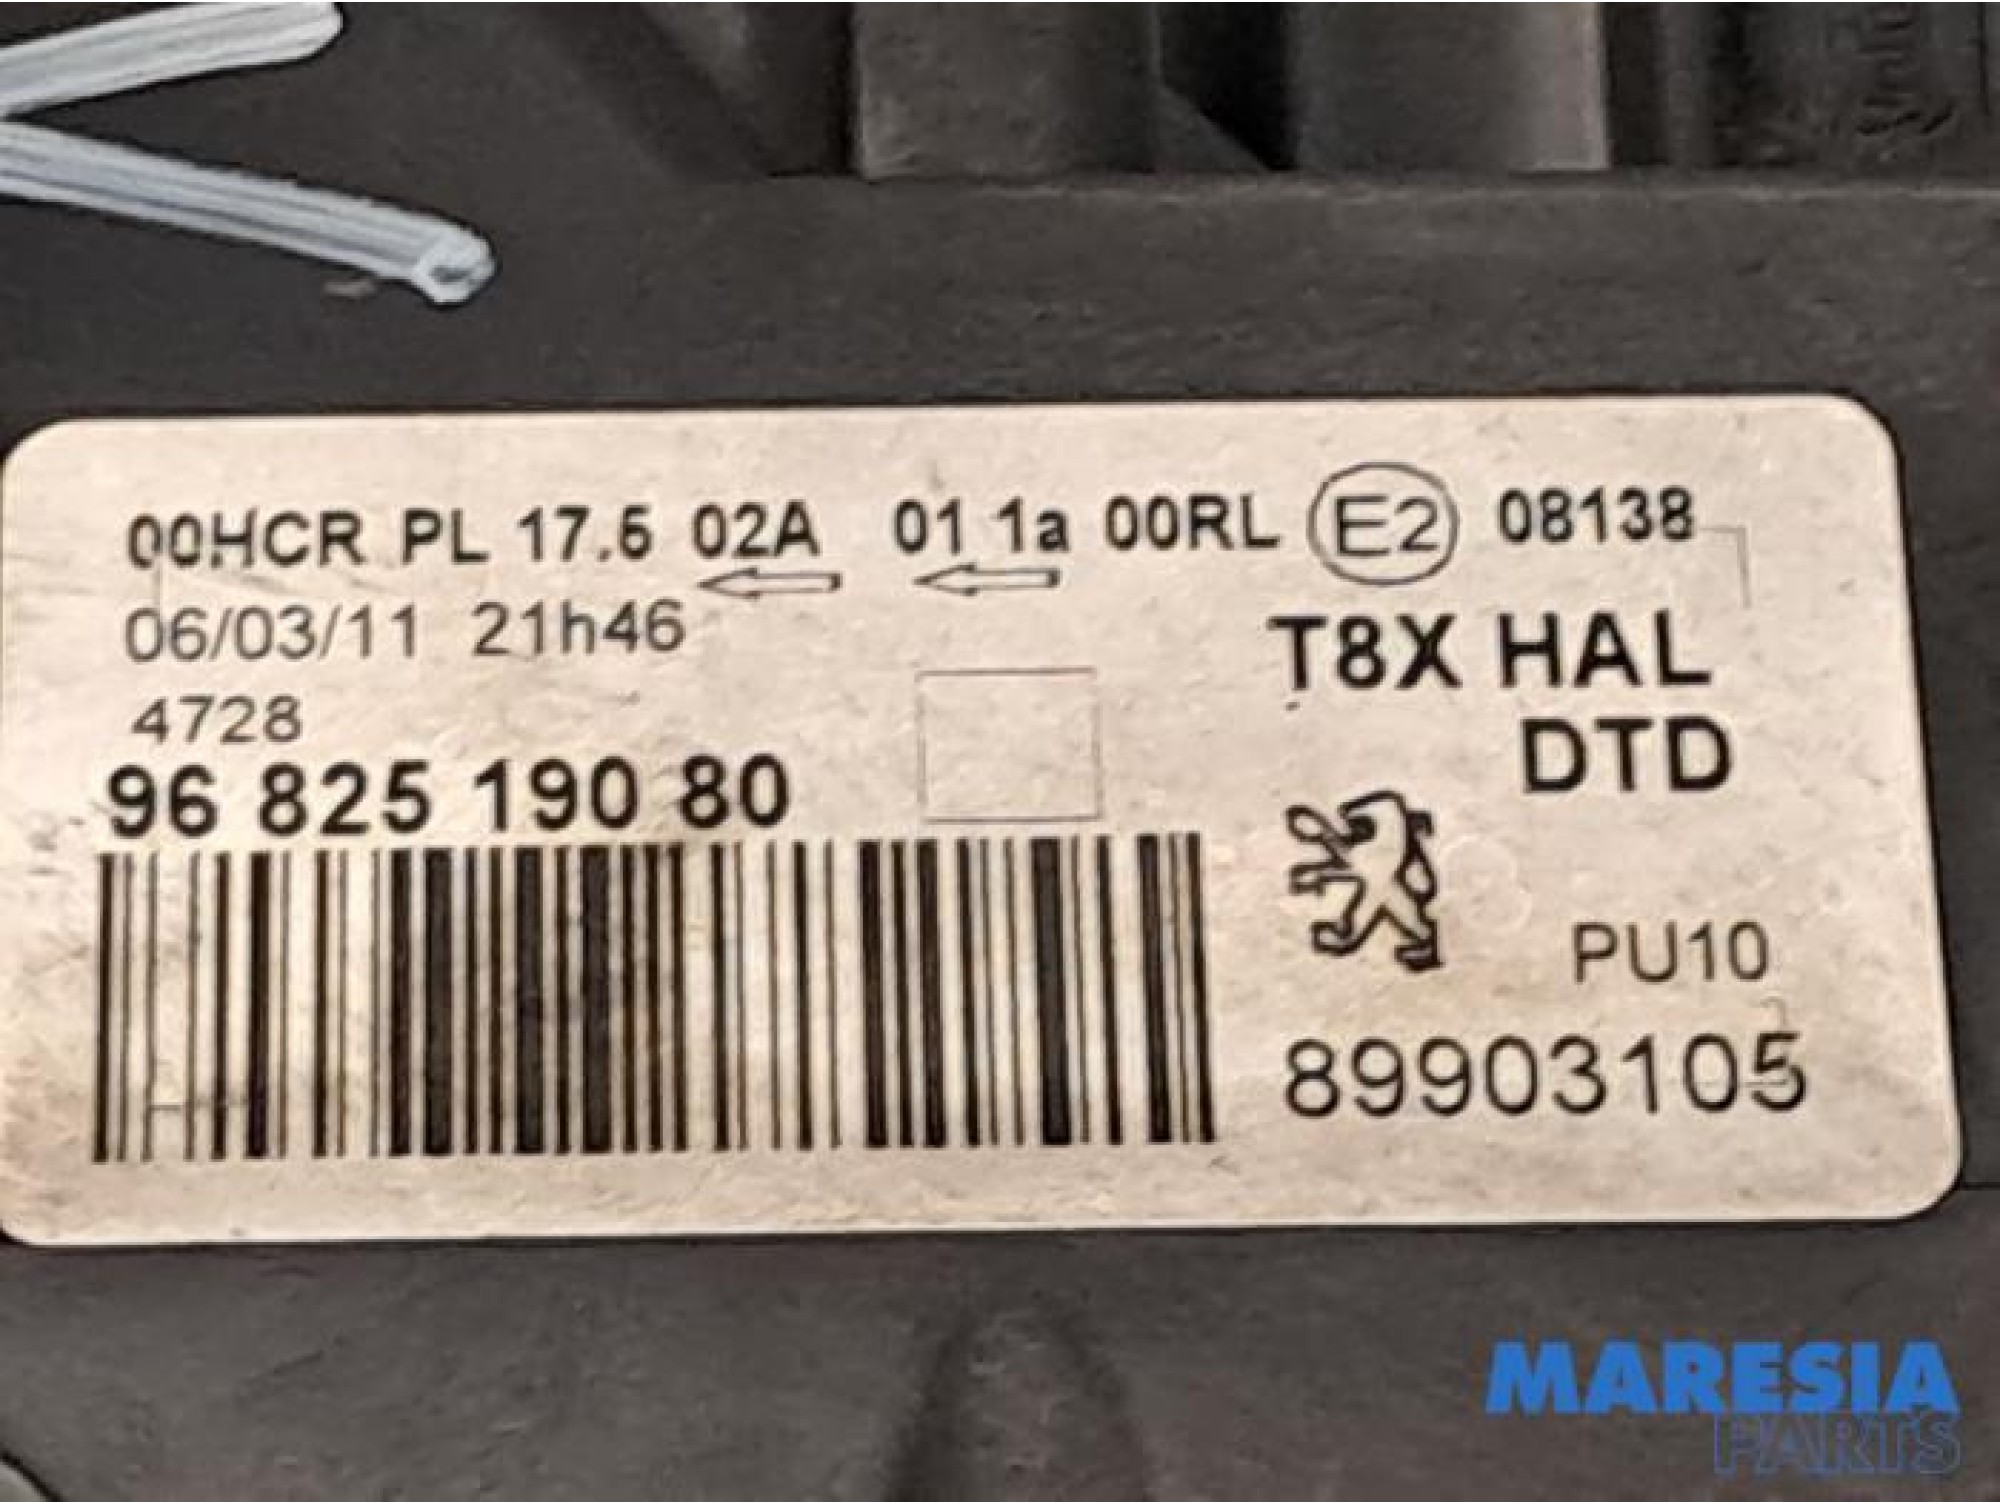 00HCR PL 17.5 02A 01 1a 00RL E2 08138
06/03/11 21h46
T8X HAL
4728
DTD
96 825 190 80
PU10
89903105
MARESIA
PARTS